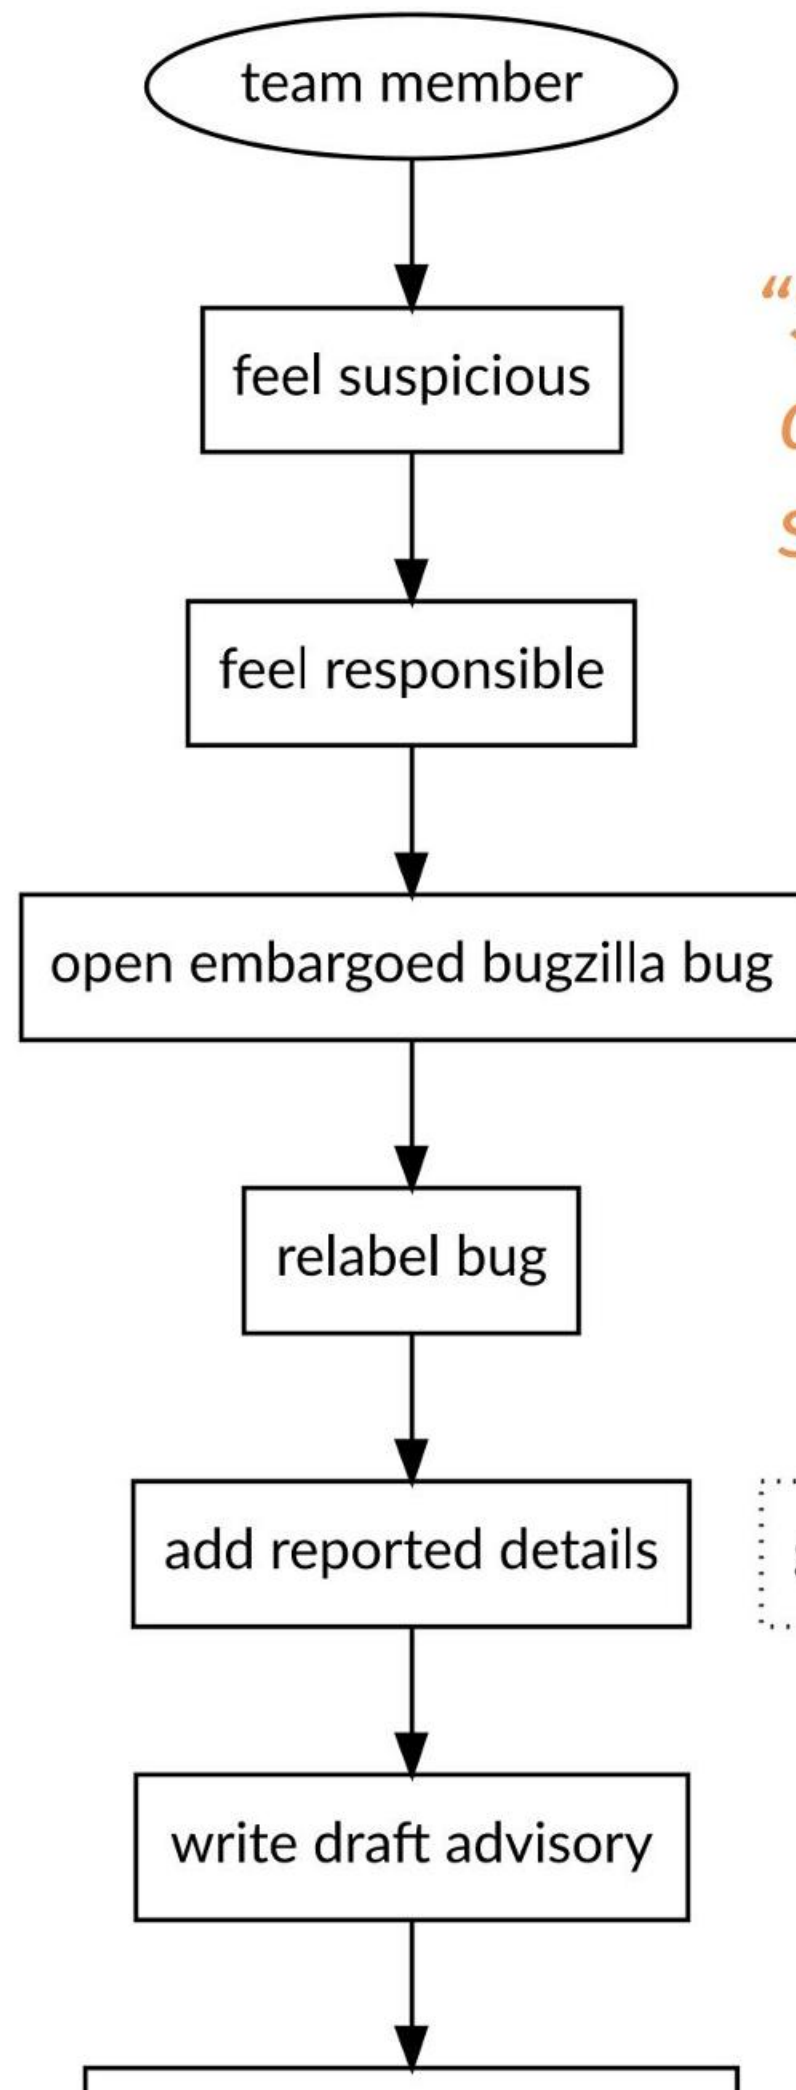 team member
feel suspicious
feel responsible
open embargoed bugzilla bug
relabel bug
add reported details
write draft advisory